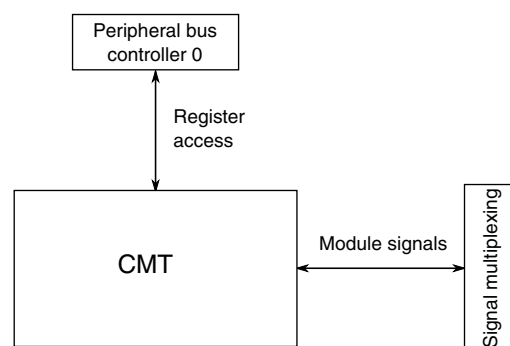 Peripheral bus
controller 0
Register
access
CMT
Module signals
Signal multiplexing